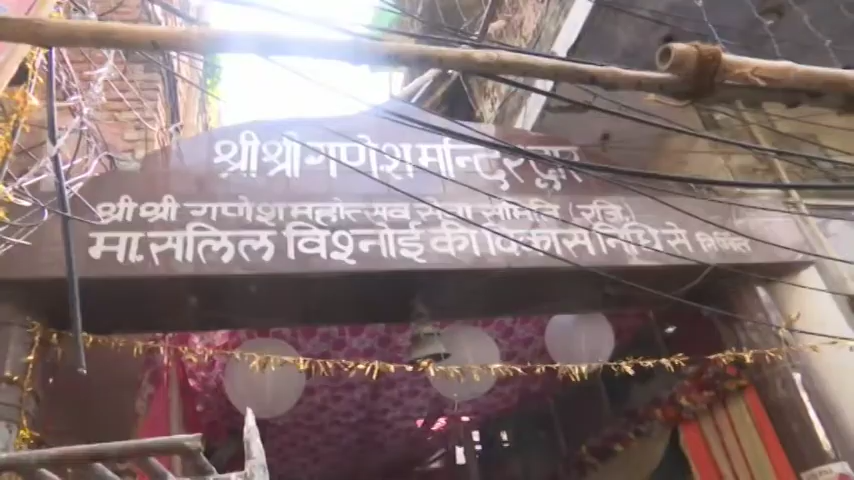 श्री श्री गणेश मन्दिर द्वार
श्री श्री गणेश महोत्सव सेवा समिति (रजि.)
मा. सलिल विश्नोई की विकास निधि से निर्मित